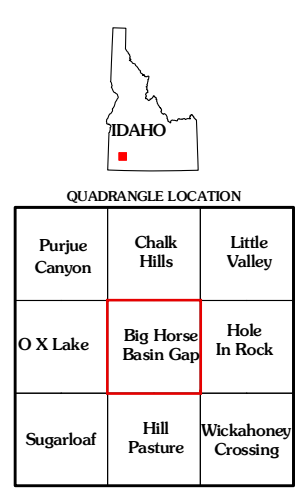 IDAHO
QUADRANGLE LOCATION
Purjue
Canyon
Chalk
Hills
Little
Valley
O X Lake
Big Horse
Basin Gap
Hole
In Rock
Sugarloaf
Hill
Pasture
Wickahoney
Crossing